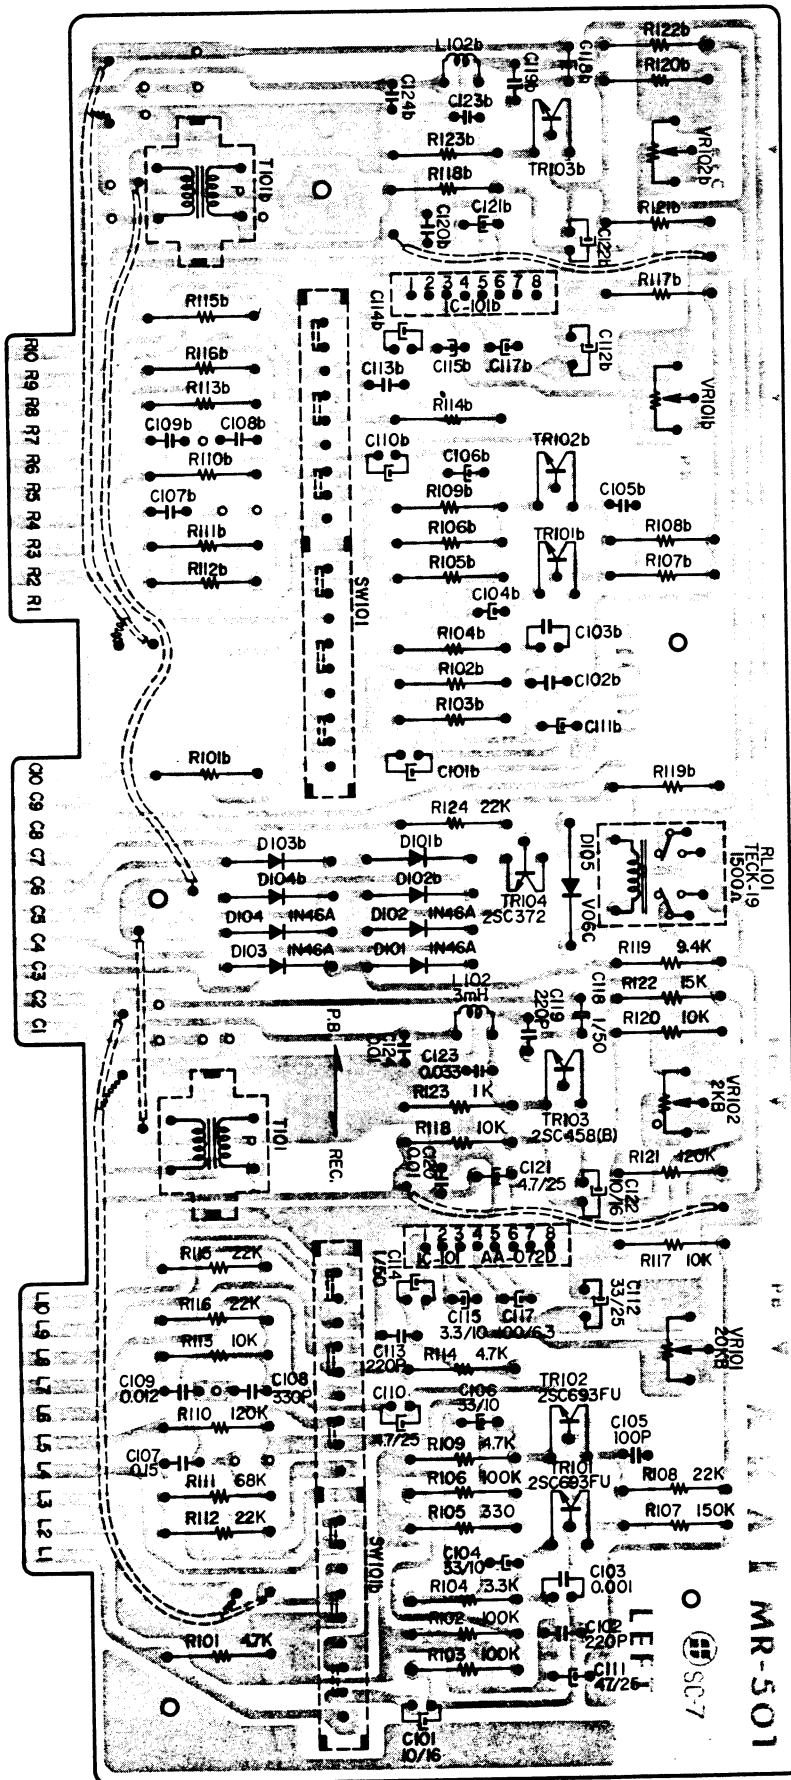 R122b
L102b
C119b
C118b
R120b
C124b
C123b
R123b
TR103b
VR102b
T101b
P
R118b
C121b
C120b
C122b
R121b
1 2 3 4 5 6 7 8
IC-101b
R117b
R115b
C114b
C115b
C117b
C112b
R116b
C113b
R113b
R114b
VR101b
C109b
C108b
C110b
TR102b
R110b
C106b
C107b
R109b
C105b
R111b
R106b
TR101b
R108b
R112b
R105b
R107b
SW101
C104b
R104b
C103b
R102b
C102b
R103b
C111b
R101b
C101b
R119b
R10 R9 R8 R7 R6 R5 R4 R3 R2 R1
C10 C9 C8 C7 C6 C5 C4 C3 C2 C1
R124 22K
D103b
D101b
D105 V06C
RL101
TECK-19
1500Ω
D104b
D102b
TR104
2SC372
D104 1N46A
D102 1N46A
D103 1N46A
D101 1N46A
R119 9.4K
L102
3mH
C119
220P
C118 1/50
R122 15K
R120 10K
P.B.
C124
0.01
C123
0.033
R123 1K
TR103
2SC458(B)
VR102
2KB
T101
P
REC.
R118 10K
C120
0.01
C121
4.7/25
C122
10/16
R121 120K
1 2 3 4 5 6 7 8
IC-101 AA-072D
R117 10K
R115 22K
C114
1/50
C115
3.3/10
C117
100/6.3
C112
33/25
R116 22K
C113
220P
R113 10K
R114 4.7K
VR101
20KB
C109
0.012
C108
330P
C110
4.7/25
C106
33/10
TR102
2SC693FU
R110 120K
C105
100P
C107
0.15
R109 4.7K
R111 68K
R106 100K
TR101
2SC693FU
R108 22K
R112 22K
R105 330
R107 150K
SW101b
C104
33/10
C103
0.001
R104 3.3K
R102 100K
C102
220P
R101 47K
R103 100K
C111
47/25
C101
10/16
L10 L9 L8 L7 L6 L5 L4 L3 L2 L1
SC-7
MR-501